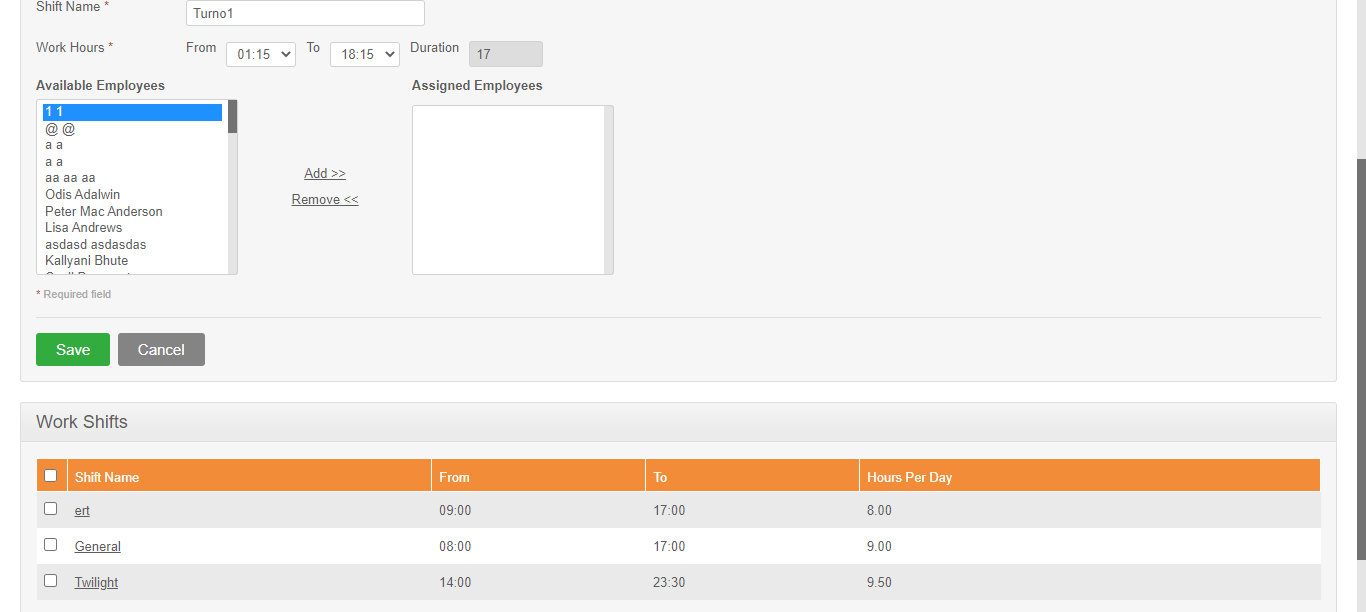 Shift Name *
Turno1
Work Hours * From 01:15 To 18:15 Duration 17
Available Employees
Assigned Employees
1 1
@ @
a a
a a
aa aa aa
Odis Adalwin
Peter Mac Anderson
Lisa Andrews
asdasd asdasdas
Kallyani Bhute
Add >>
Remove <<
* Required field
Save Cancel
Work Shifts
Shift Name From To Hours Per Day
ert 09:00 17:00 8.00
General 08:00 17:00 9.00
Twilight 14:00 23:30 9.50